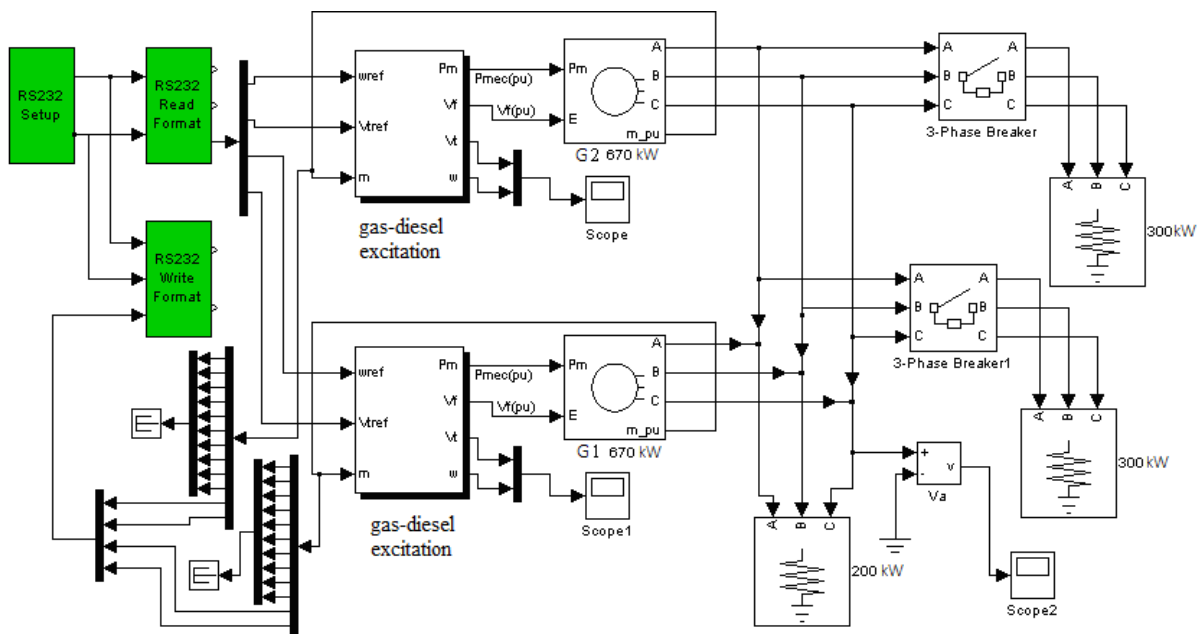 RS232
Setup
RS232
Read
Format
RS232
Write
Format
wref
Vtref
m
Pm
Vf
Vt
w
gas-diesel
excitation
Pmec(pu)
Vf(pu)
Pm
E
A
B
C
m_pu
G2 670 kW
Scope
A
B
C
A
B
C
3-Phase Breaker
A
B
C
300kW
wref
Vtref
m
Pm
Vf
Vt
w
gas-diesel
excitation
Pmec(pu)
Vf(pu)
Pm
E
A
B
C
m_pu
G1 670 kW
Scope1
A
B
C
A
B
C
3-Phase Breaker1
A
B
C
300 kW
A
B
C
200 kW
+
-
v
Va
Scope2